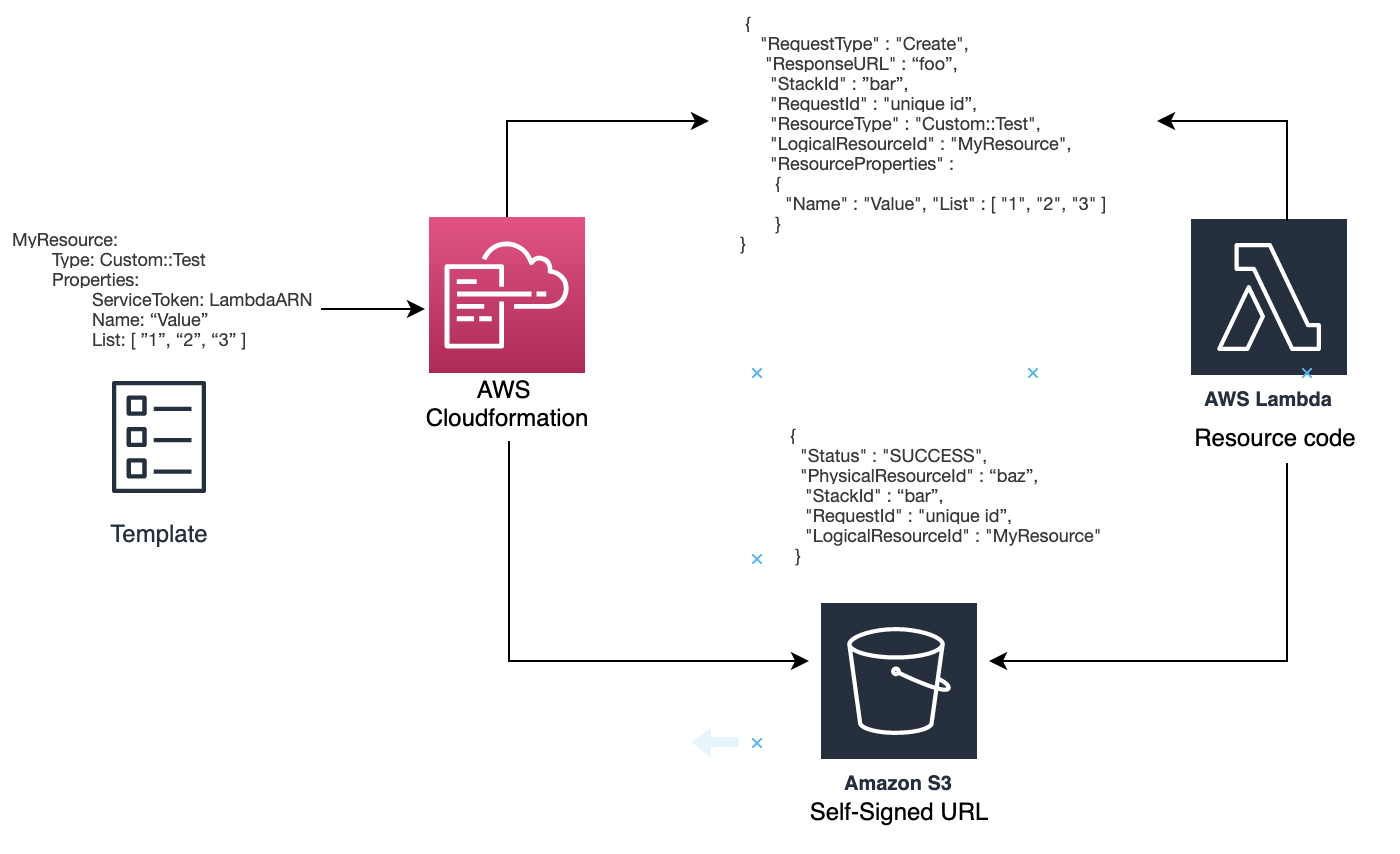 {
"RequestType" : "Create",
"ResponseURL" : “foo”,
"StackId" : ”bar”,
"RequestId" : "unique id”,
"ResourceType" : "Custom::Test",
"LogicalResourceId" : "MyResource",
"ResourceProperties" :
{
"Name" : "Value", "List" : [ "1", "2", "3" ]
}
}
MyResource:
Type: Custom::Test
Properties:
ServiceToken: LambdaARN
Name: “Value”
List: [ ”1”, “2”, “3” ]
Template
AWS
Cloudformation
AWS Lambda
Resource code
{
"Status" : "SUCCESS",
"PhysicalResourceId" : “baz”,
"StackId" : “bar”,
"RequestId" : "unique id”,
"LogicalResourceId" : "MyResource"
}
Amazon S3
Self-Signed URL